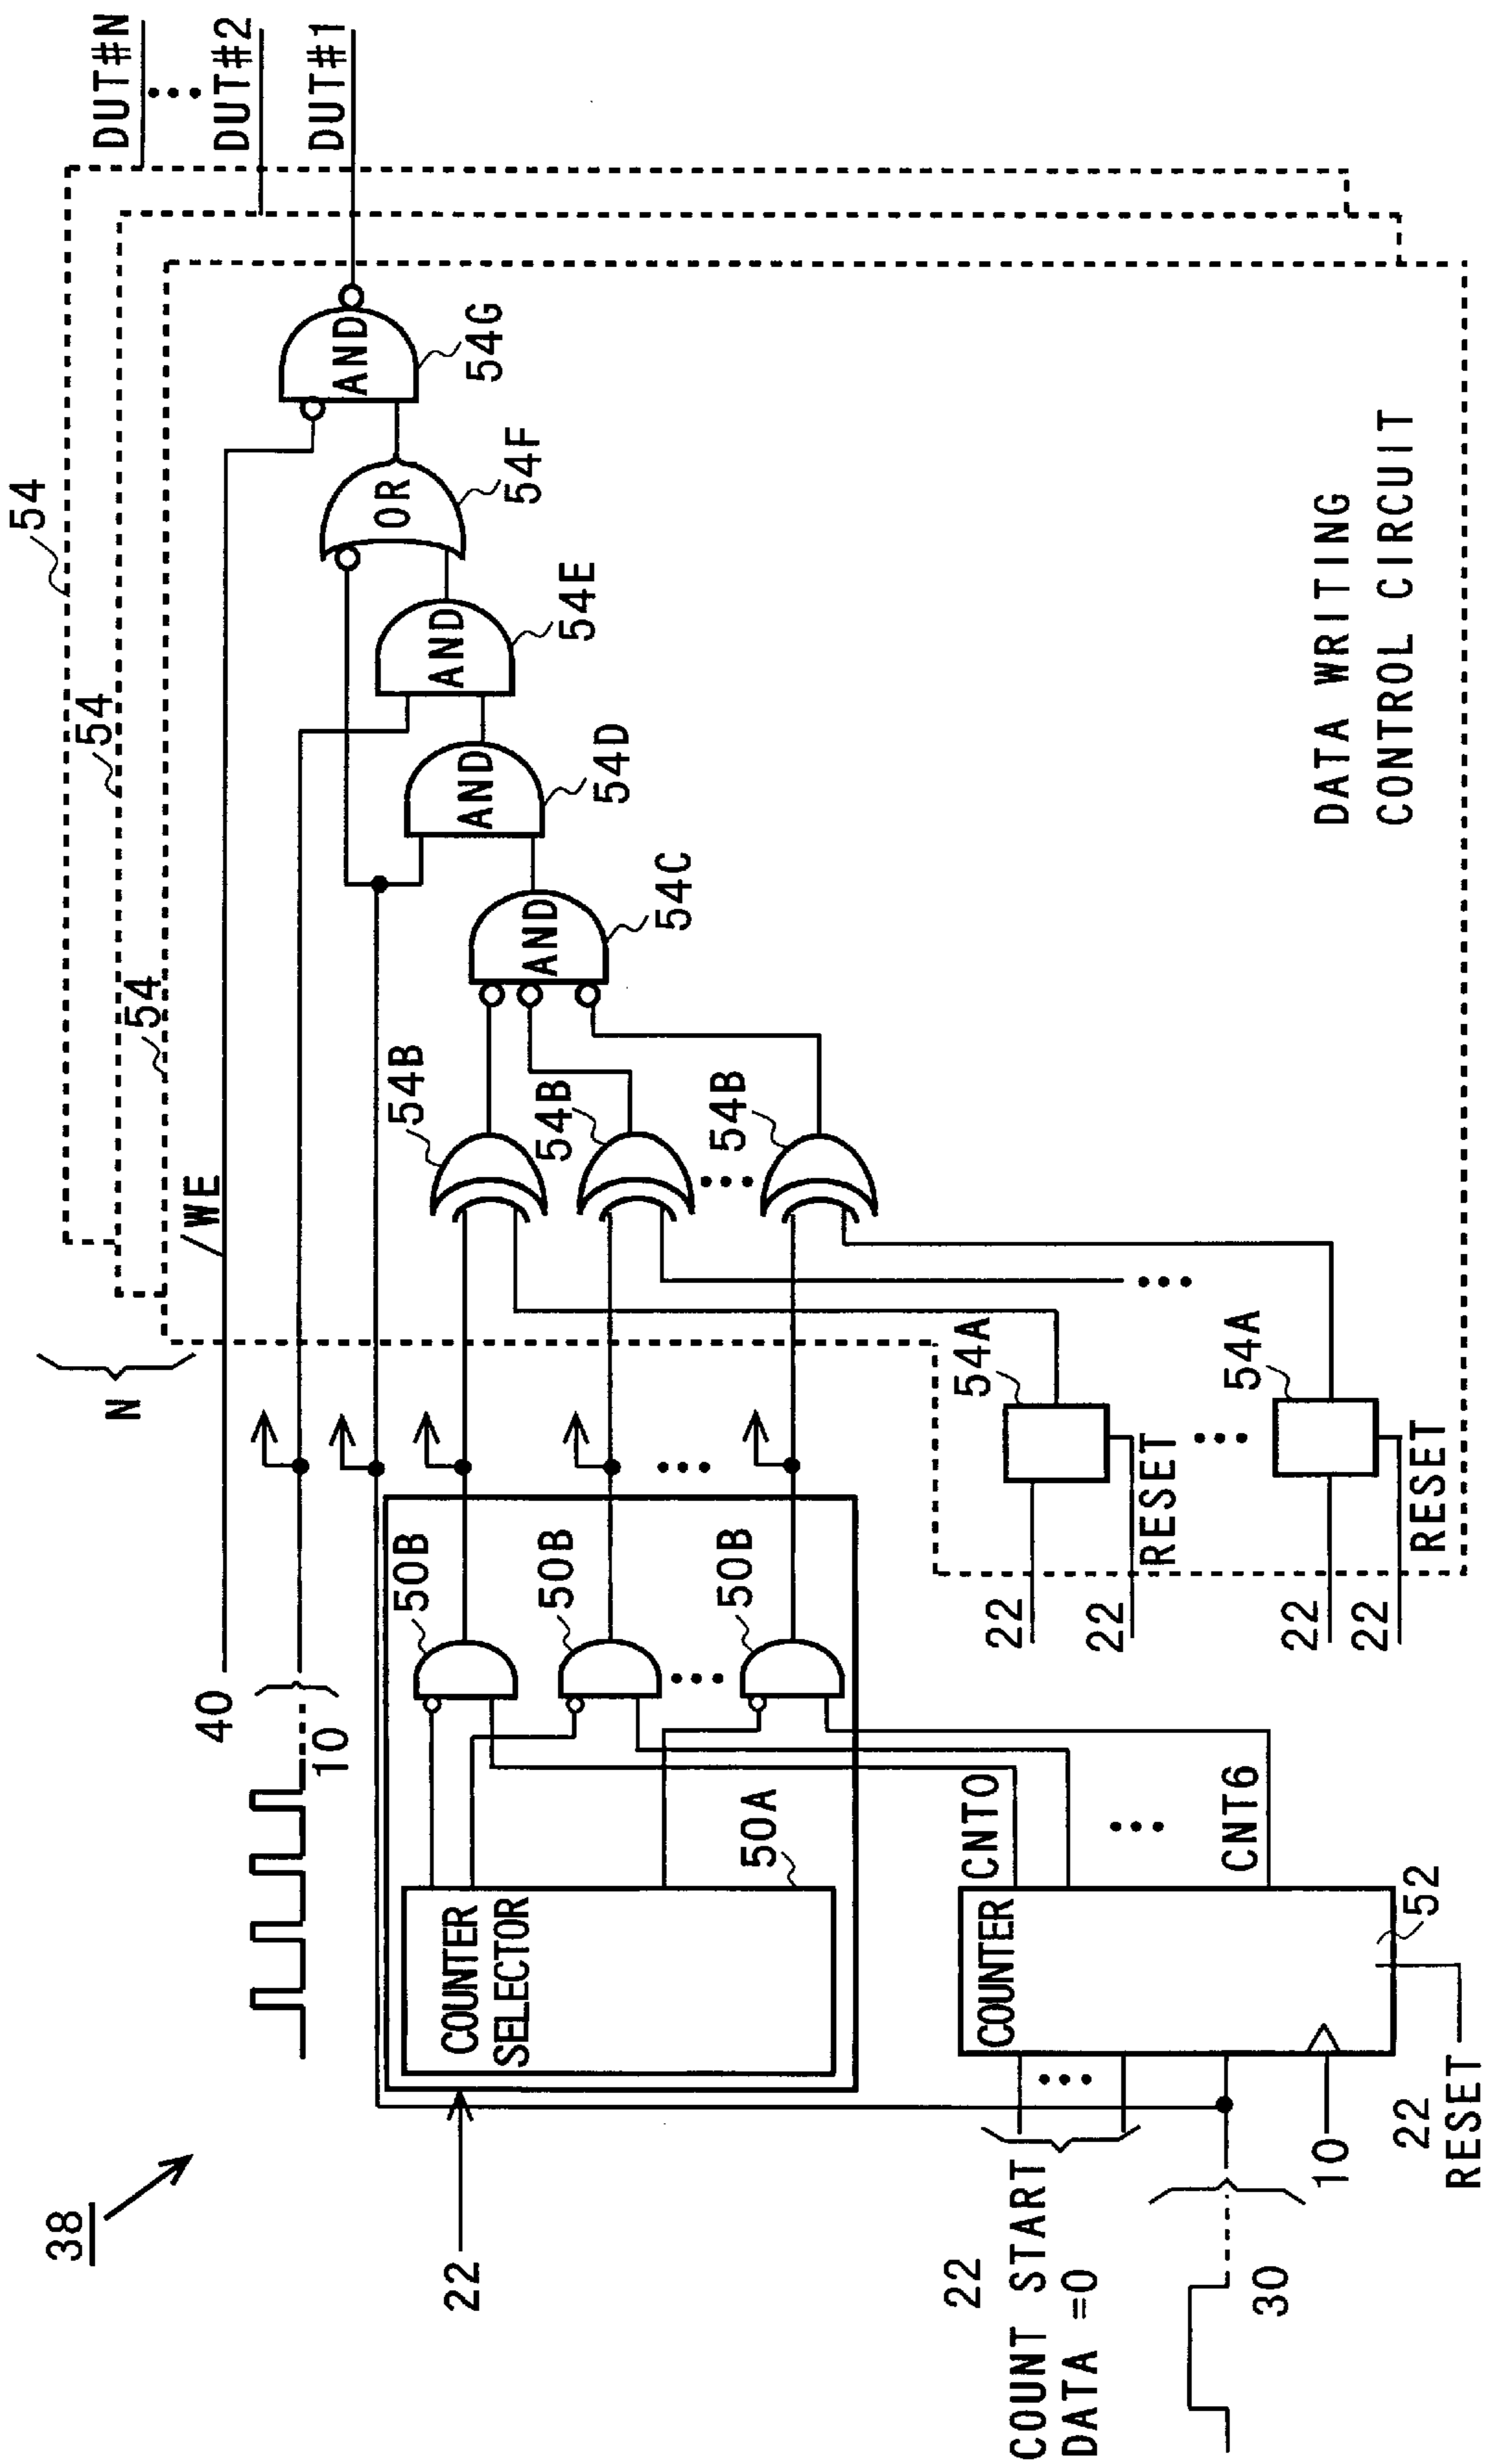 38
22
22
COUNT START
DATA =0
30
10
22
RESET
COUNTER
SELECTOR
50A
COUNTER
52
CNT0
CNT6
10
40
50B
50B
50B
22
22
22
22
RESET
RESET
54A
54A
N
/WE
54B
54B
54B
54
54
54
AND
54C
AND
54D
AND
54E
OR
54F
AND
54G
DATA WRITING
CONTROL CIRCUIT
DUT#N
DUT#2
DUT#1